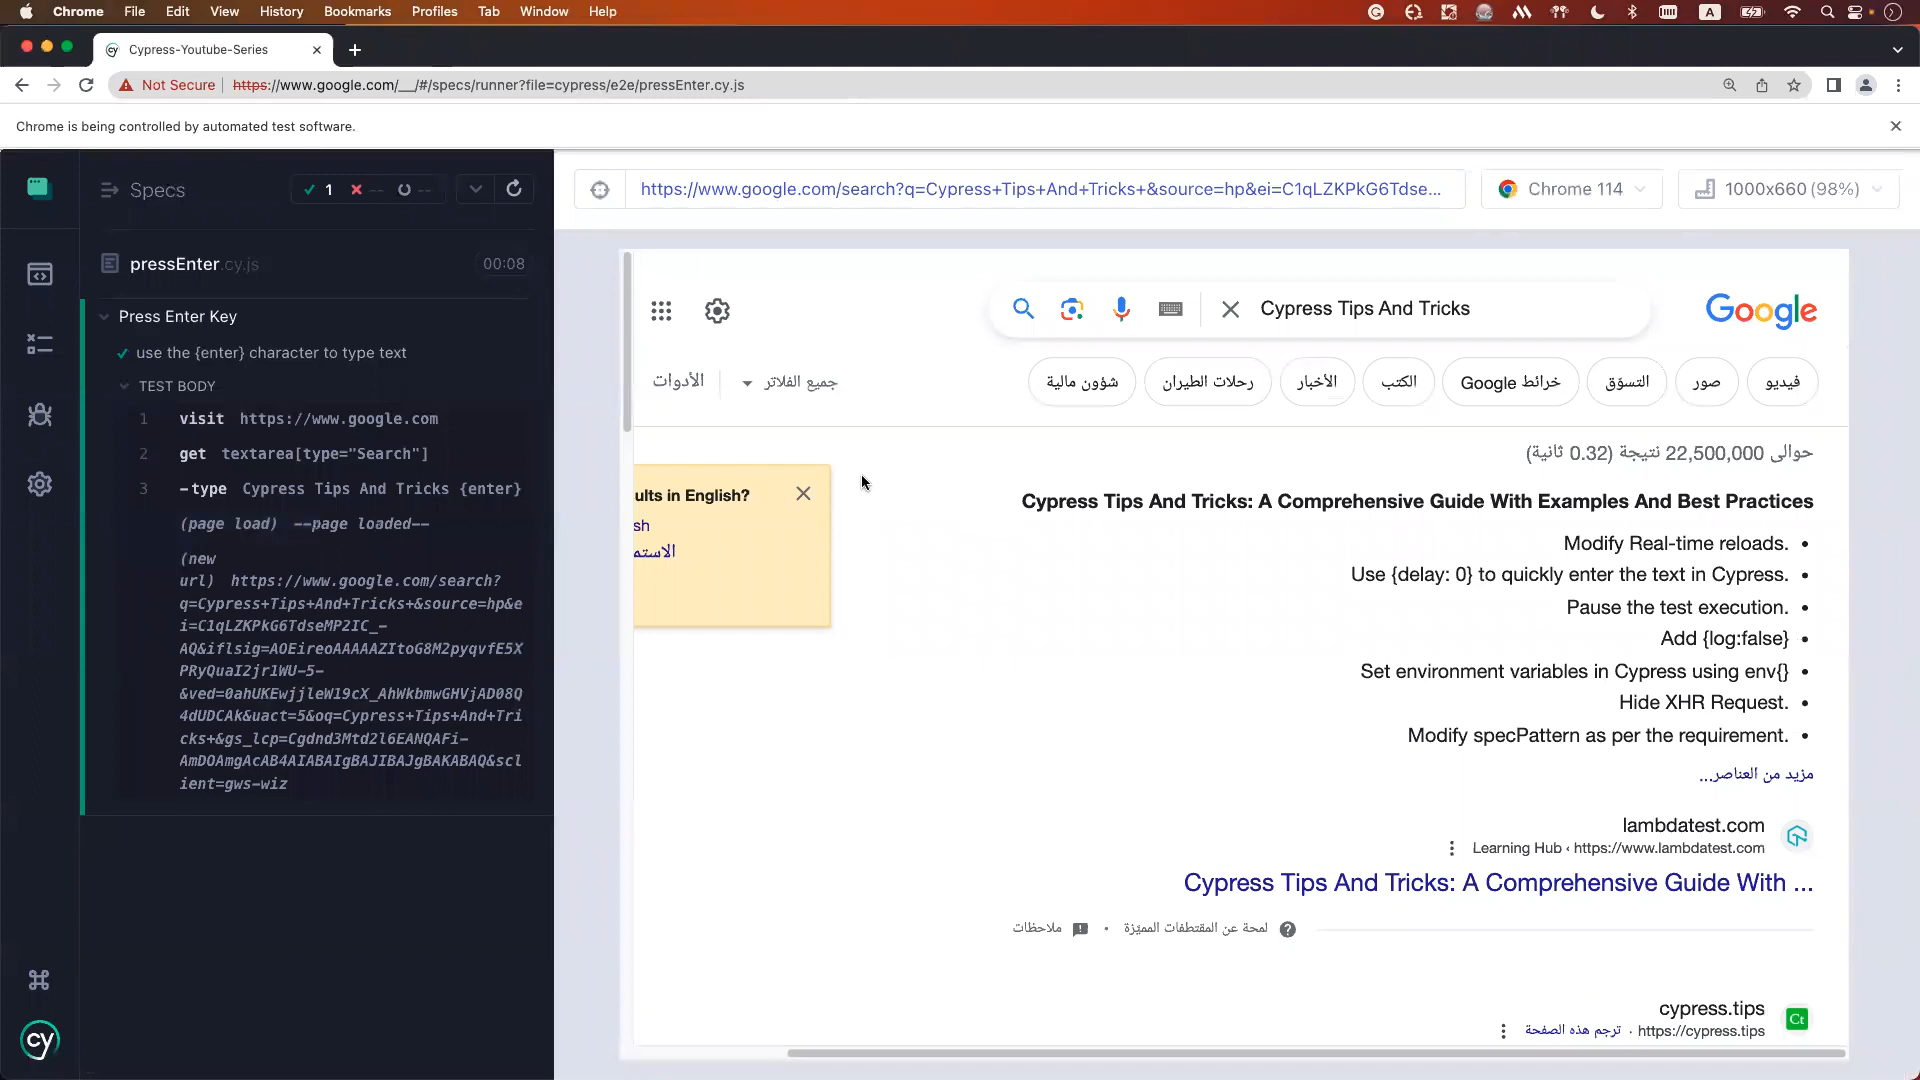 Chrome File Edit View History Bookmarks Profiles Tab Window Help
A
Cypress-Youtube-Series
Not Secure https://www.google.com/__/#/specs/runner?file=cypress/e2e/pressEnter.cy.js
Chrome is being controlled by automated test software.
Specs
1 -- --
pressEnter.cy.js 00:08
Press Enter Key
use the {enter} character to type text
TEST BODY
1 visit https://www.google.com
2 get textarea[type="Search"]
3 -type Cypress Tips And Tricks {enter}
(page load) --page loaded--
(new
url) https://www.google.com/search?
q=Cypress+Tips+And+Tricks+&source=hp&e
i=C1qLZKPkG6TdseMP2IC_-
AQ&iflsig=AOEireoAAAAAZItoG8M2pyqvfE5X
PRyQuaI2jr1WU-5-
&ved=0ahUKEwjjleW19cX_AhWkbmwGHVjAD08Q
4dUDCAk&uact=5&oq=Cypress+Tips+And+Tri
cks+&gs_lcp=Cgdnd3Mtd2l6EANQAFi-
AmDOAmgAcAB4AIABAIgBAJIBAJgBAKABAQ&scl
ient=gws-wiz
cy
https://www.google.com/search?q=Cypress+Tips+And+Tricks+&source=hp&ei=C1qLZKPkG6Tdse...
Chrome 114
1000x660 (98%)
Cypress Tips And Tricks
Google
فيديو صور التسوّق خرائط Google الكتب الأخبار رحلات الطيران شؤون مالية
جميع الفلاتر الأدوات
حوالى 22,500,000 نتيجة (0.32 ثانية)
ults in English?
sh
الاستم
Cypress Tips And Tricks: A Comprehensive Guide With Examples And Best Practices
Modify Real-time reloads.
Use {delay: 0} to quickly enter the text in Cypress.
Pause the test execution.
Add {log:false}
Set environment variables in Cypress using env{}
Hide XHR Request.
Modify specPattern as per the requirement.
مزيد من العناصر...
lambdatest.com
Learning Hub ‹ https://www.lambdatest.com
Cypress Tips And Tricks: A Comprehensive Guide With ...
لمحة عن المقتطفات المميّزة • ملاحظات
cypress.tips
Ct
https://cypress.tips · ترجم هذه الصفحة